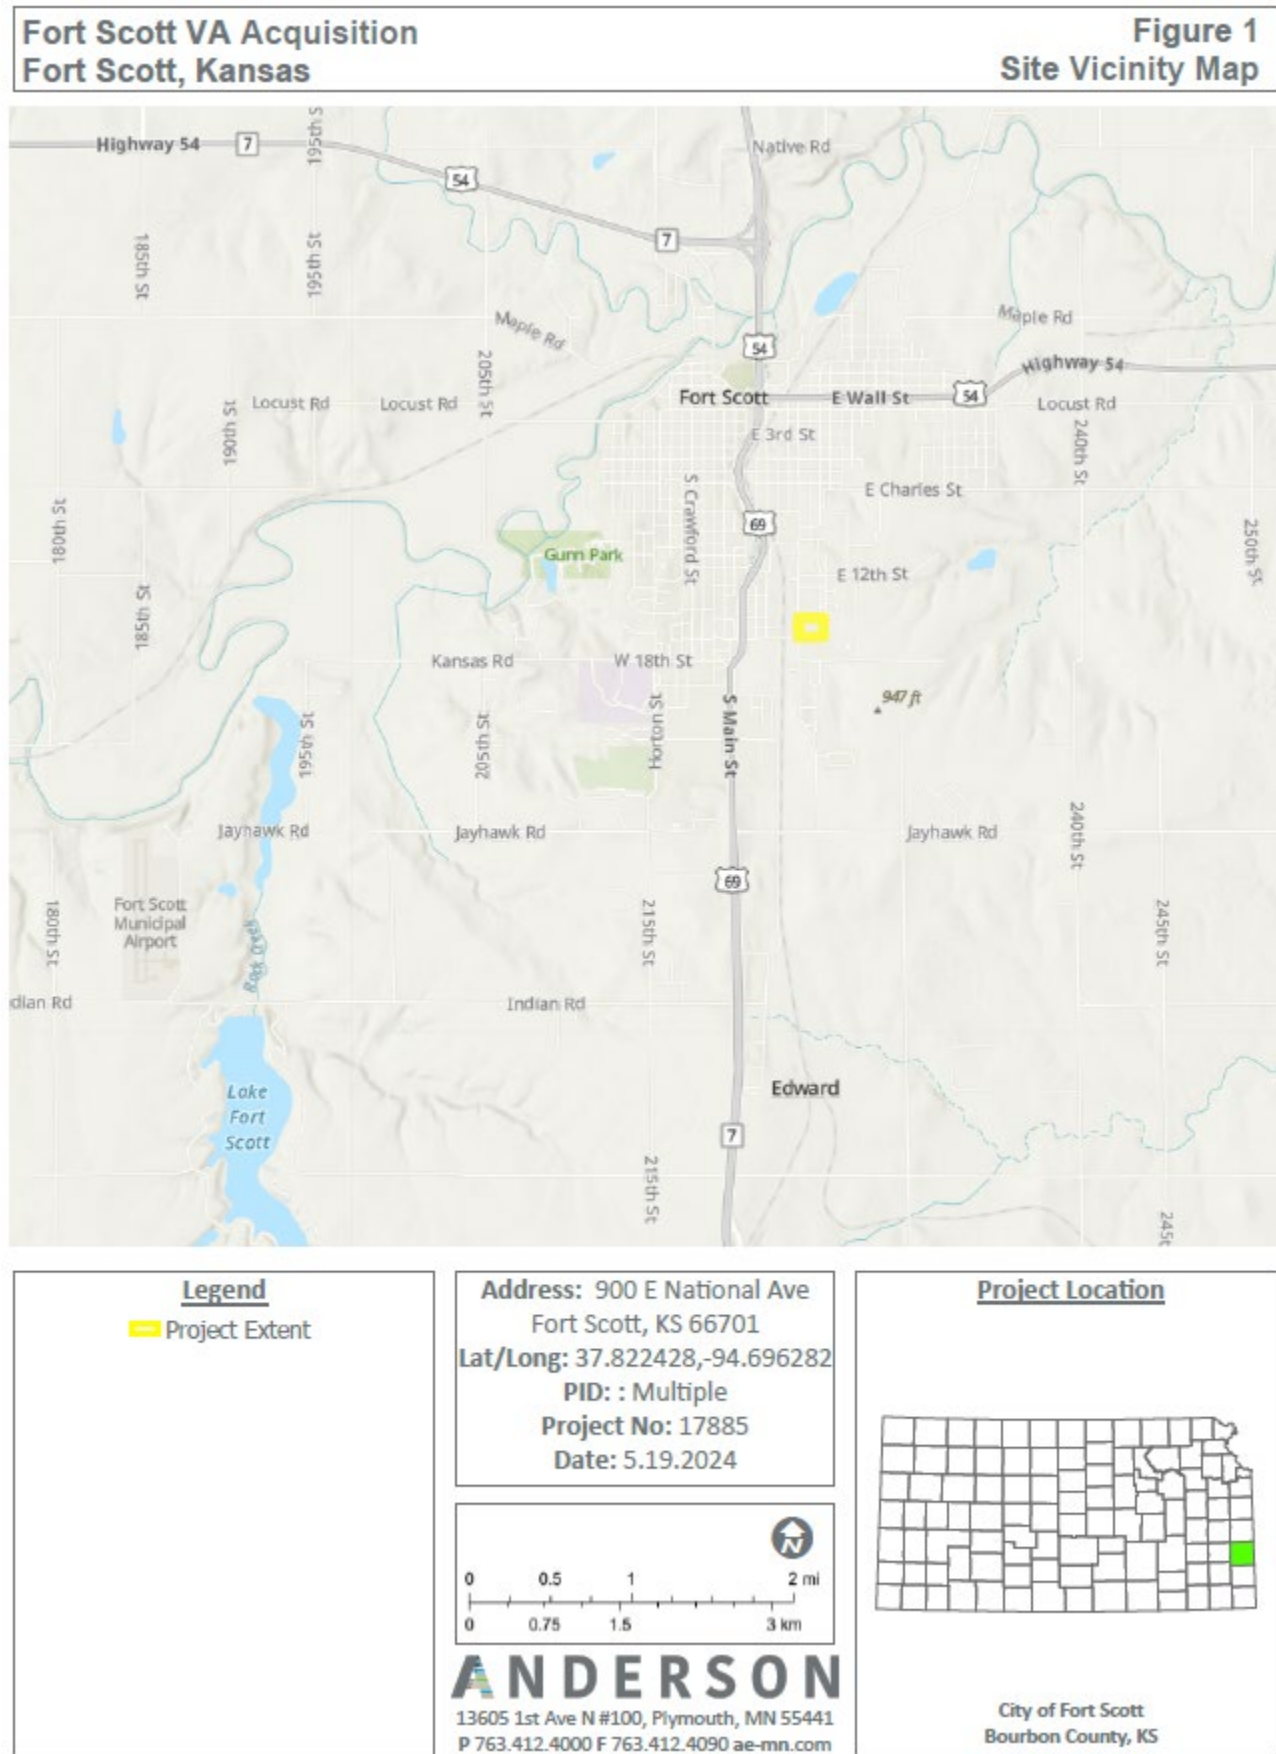 Fort Scott VA Acquisition
Fort Scott, Kansas
Figure 1
Site Vicinity Map
Highway 54
7
195th S
Native Rd
54
7
185th St
195th St
Maple Rd
Maple Rd
54
Highway 54
205th St
Fort Scott
E Wall St
54
Locust Rd
Locust Rd
Locust Rd
190th St
E 3rd St
240th St
S Crawford St
E Charles St
180th St
69
250th St
Gunn Park
E 12th St
185th St
Kansas Rd
W 18th St
947 ft
195th St
205th St
Horton St
S Main St
Jayhawk Rd
Jayhawk Rd
Jayhawk Rd
240th St
69
Fort Scott
Municipal
Airport
180th St
Rock Creek
215th St
245th St
dian Rd
Indian Rd
Edward
Lake
Fort
Scott
7
215th St
245t
Legend
Project Extent
Address: 900 E National Ave
Fort Scott, KS 66701
Lat/Long: 37.822428,-94.696282
PID: : Multiple
Project No: 17885
Date: 5.19.2024
N
0 0.5 1 2 mi
0 0.75 1.5 3 km
ANDERSON
13605 1st Ave N #100, Plymouth, MN 55441
P 763.412.4000 F 763.412.4090 ae-mn.com
Project Location
City of Fort Scott
Bourbon County, KS